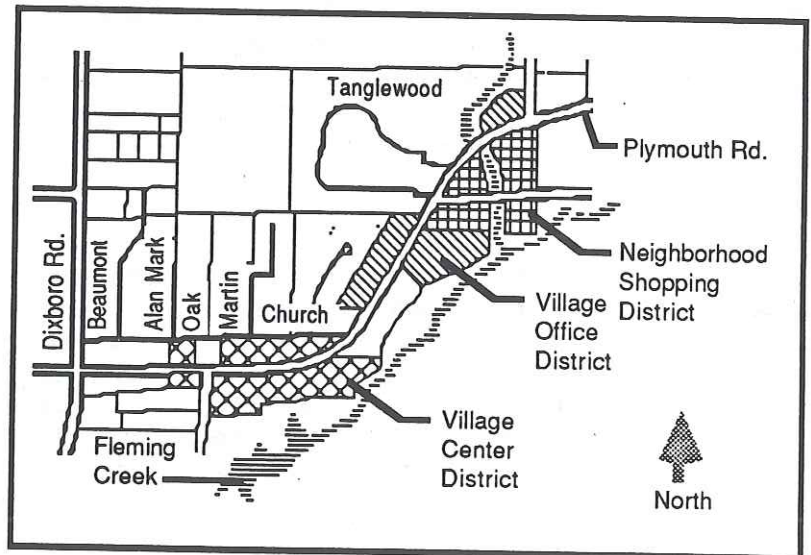 Tanglewood
Plymouth Rd.
Neighborhood
Shopping
District
Village
Office
District
Dixboro Rd.
Beaumont
Alan Mark
Oak
Martin
Church
Village
Center
District
Fleming
Creek
North